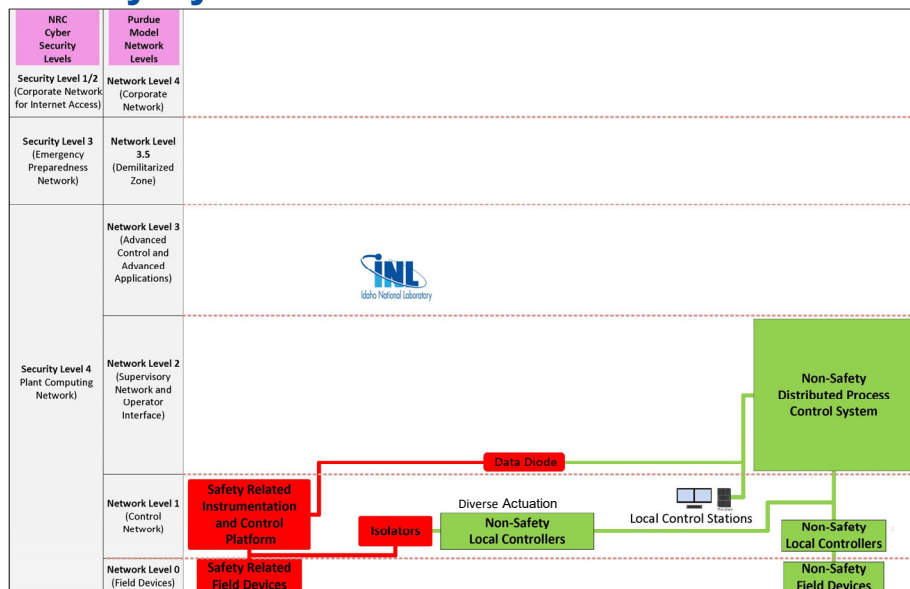 NRC
Cyber
Security
Levels
Purdue
Model
Network
Levels
Security Level 1/2
(Corporate Network
for Internet Access)
Network Level 4
(Corporate
Network)
Security Level 3
(Emergency
Preparedness
Network)
Network Level
3.5
(Demilitarized
Zone)
Network Level 3
(Advanced
Control and
Advanced
Applications)
INL
Idaho National Laboratory
Security Level 4
Plant Computing
Network)
Network Level 2
(Supervisory
Network and
Operator
Interface)
Non-Safety
Distributed Process
Control System
Data Diode
Network Level 1
(Control
Network)
Safety Related
Instrumentation
and Control
Platform
Isolators
Diverse Actuation
Non-Safety
Local Controllers
Local Control Stations
Non-Safety
Local Controllers
Network Level 0
(Field Devices)
Safety Related
Field Devices
Non-Safety
Field Devices